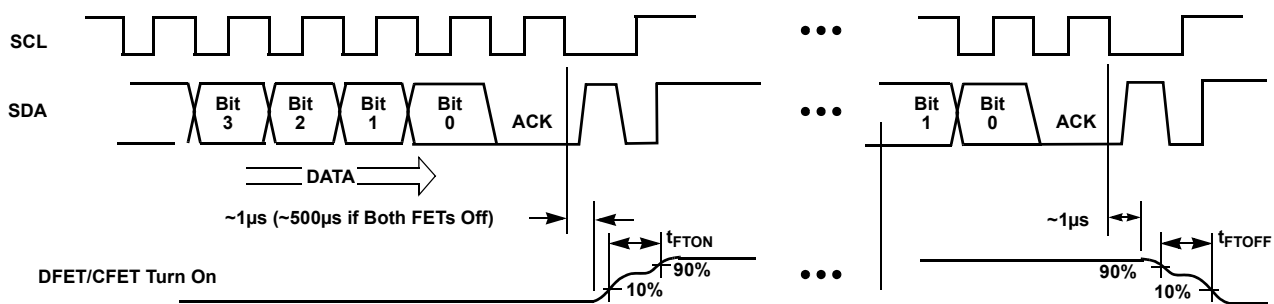 SCL
SDA
Bit 3
Bit 2
Bit 1
Bit 0
ACK
Bit 1
Bit 0
ACK
DATA
~1µs (~500µs if Both FETs Off)
~1µs
tFTON
tFTOFF
DFET/CFET Turn On
90%
10%
90%
10%